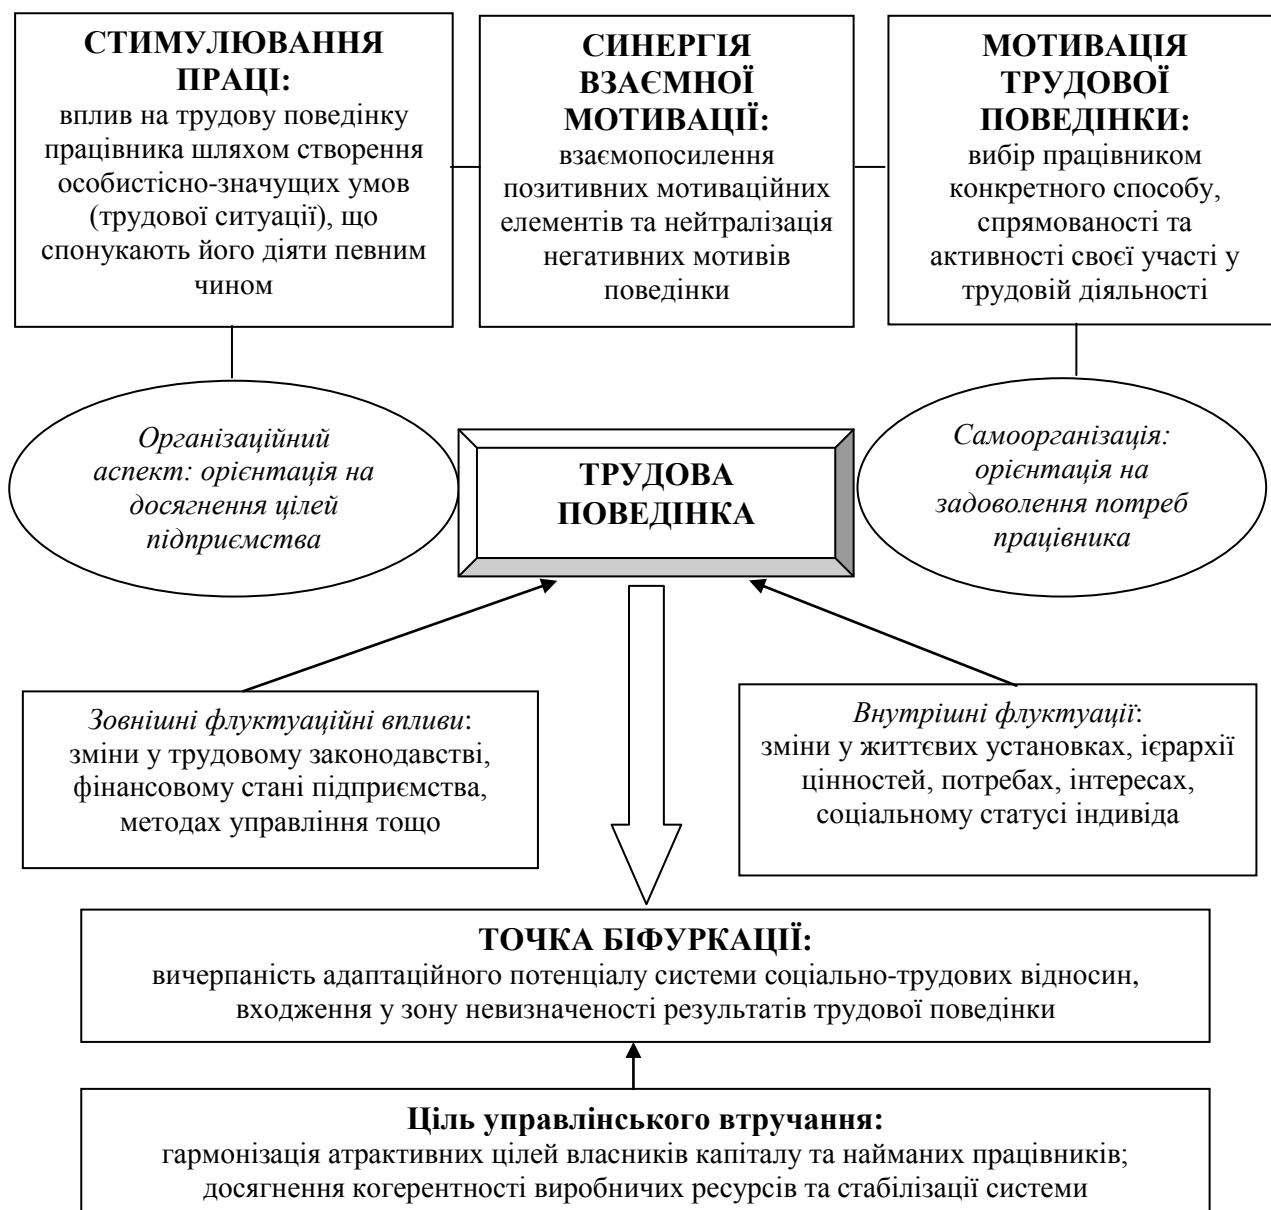 СТИМУЛЮВАННЯ
ПРАЦІ:
вплив на трудову поведінку
працівника шляхом створення
особистісно-значущих умов
(трудової ситуації), що
спонукають його діяти певним
чином
СИНЕРГІЯ
ВЗАЄМНОЇ
МОТИВАЦІЇ:
взаємопосилення
позитивних мотиваційних
елементів та нейтралізація
негативних мотивів
поведінки
МОТИВАЦІЯ
ТРУДОВОЇ
ПОВЕДІНКИ:
вибір працівником
конкретного способу,
спрямованості та
активності своєї участі у
трудовій діяльності
Організаційний
аспект: орієнтація на
досягнення цілей
підприємства
ТРУДОВА
ПОВЕДІНКА
Самоорганізація:
орієнтація на
задоволення потреб
працівника
Зовнішні флуктуаційні впливи:
зміни у трудовому законодавстві,
фінансовому стані підприємства,
методах управління тощо
Внутрішні флуктуації:
зміни у життєвих установках, ієрархії
цінностей, потребах, інтересах,
соціальному статусі індивіда
ТОЧКА БІФУРКАЦІЇ:
вичерпаність адаптаційного потенціалу системи соціально-трудових відносин,
входження у зону невизначеності результатів трудової поведінки
Ціль управлінського втручання:
гармонізація атрактивних цілей власників капіталу та найманих працівників;
досягнення когерентності виробничих ресурсів та стабілізації системи